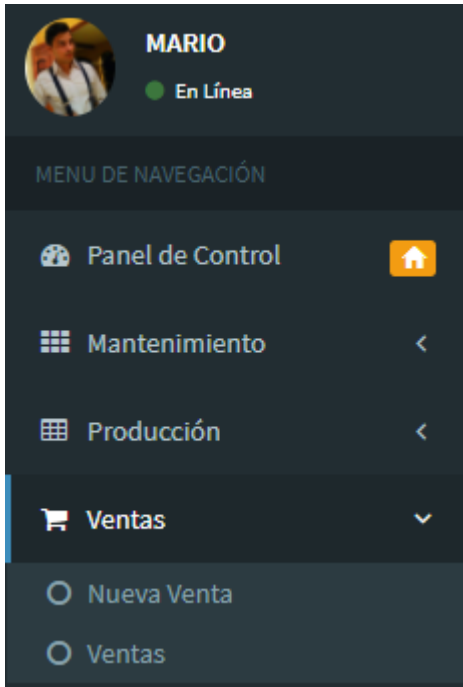 MARIO
En Línea
MENU DE NAVEGACIÓN
Panel de Control
Mantenimiento
Producción
Ventas
Nueva Venta
Ventas